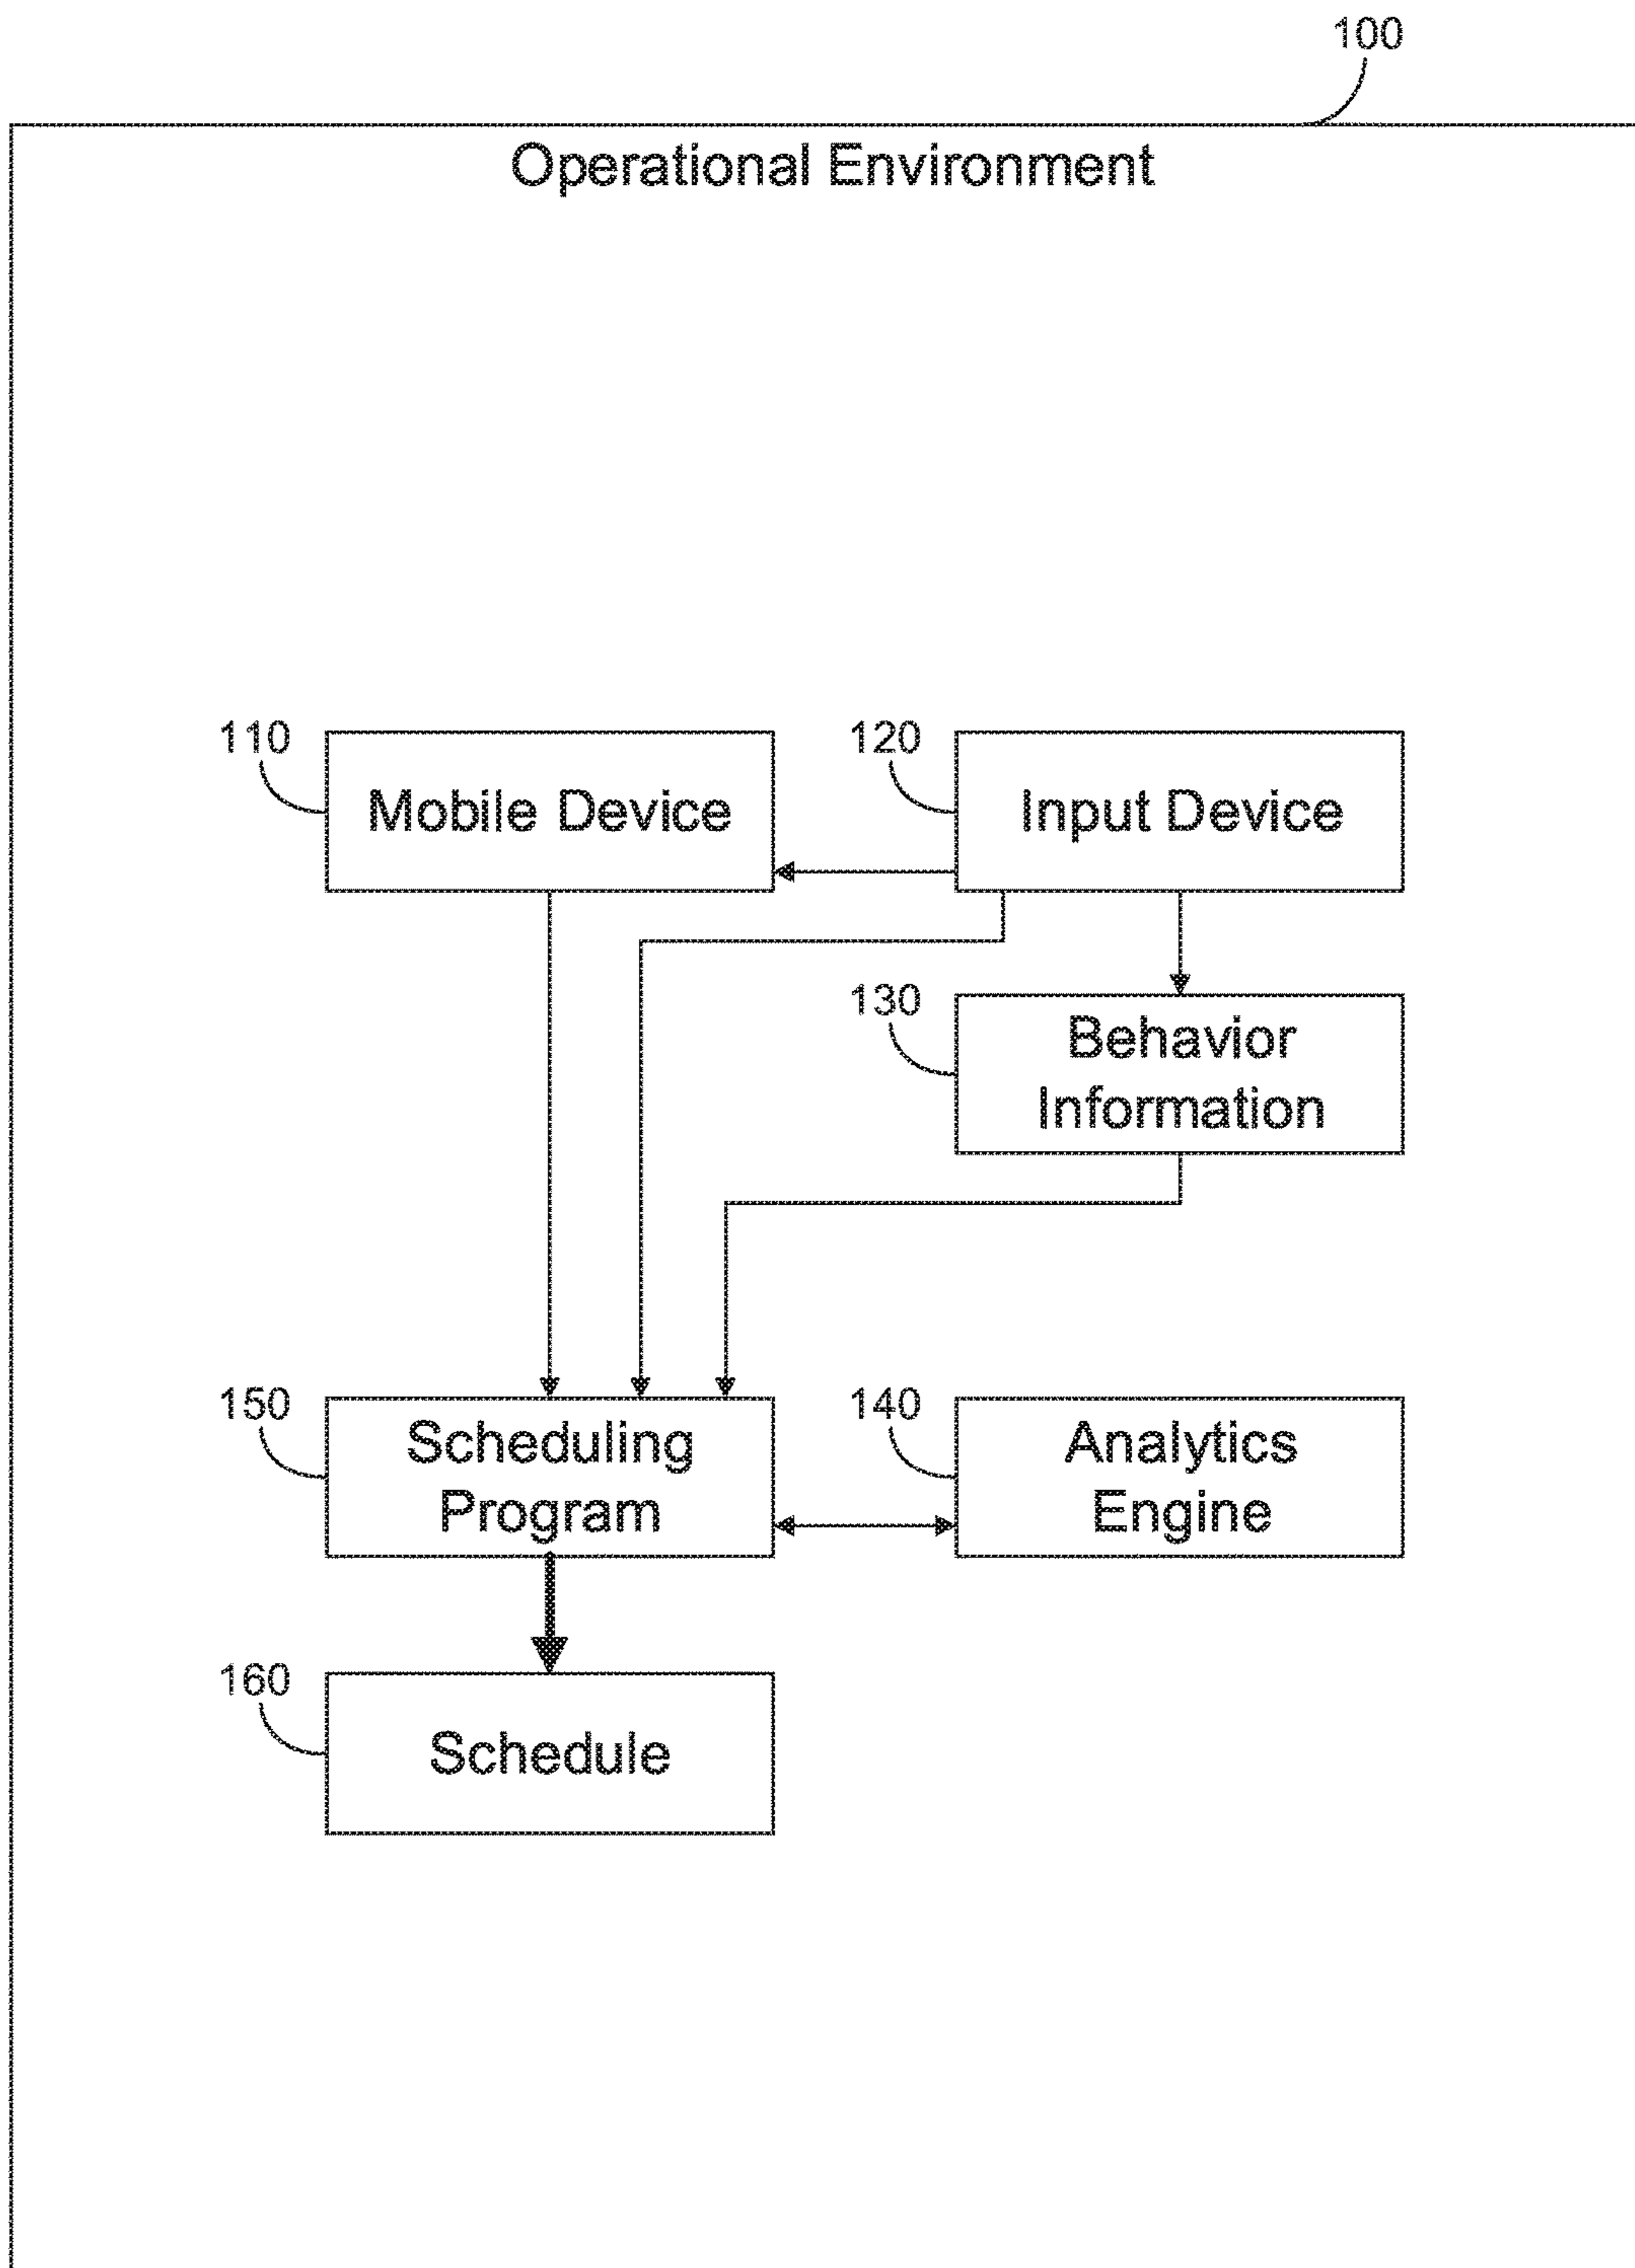 100
Operational Environment
110
Mobile Device
120
Input Device
130
Behavior
Information
150
Scheduling
Program
140
Analytics
Engine
160
Schedule